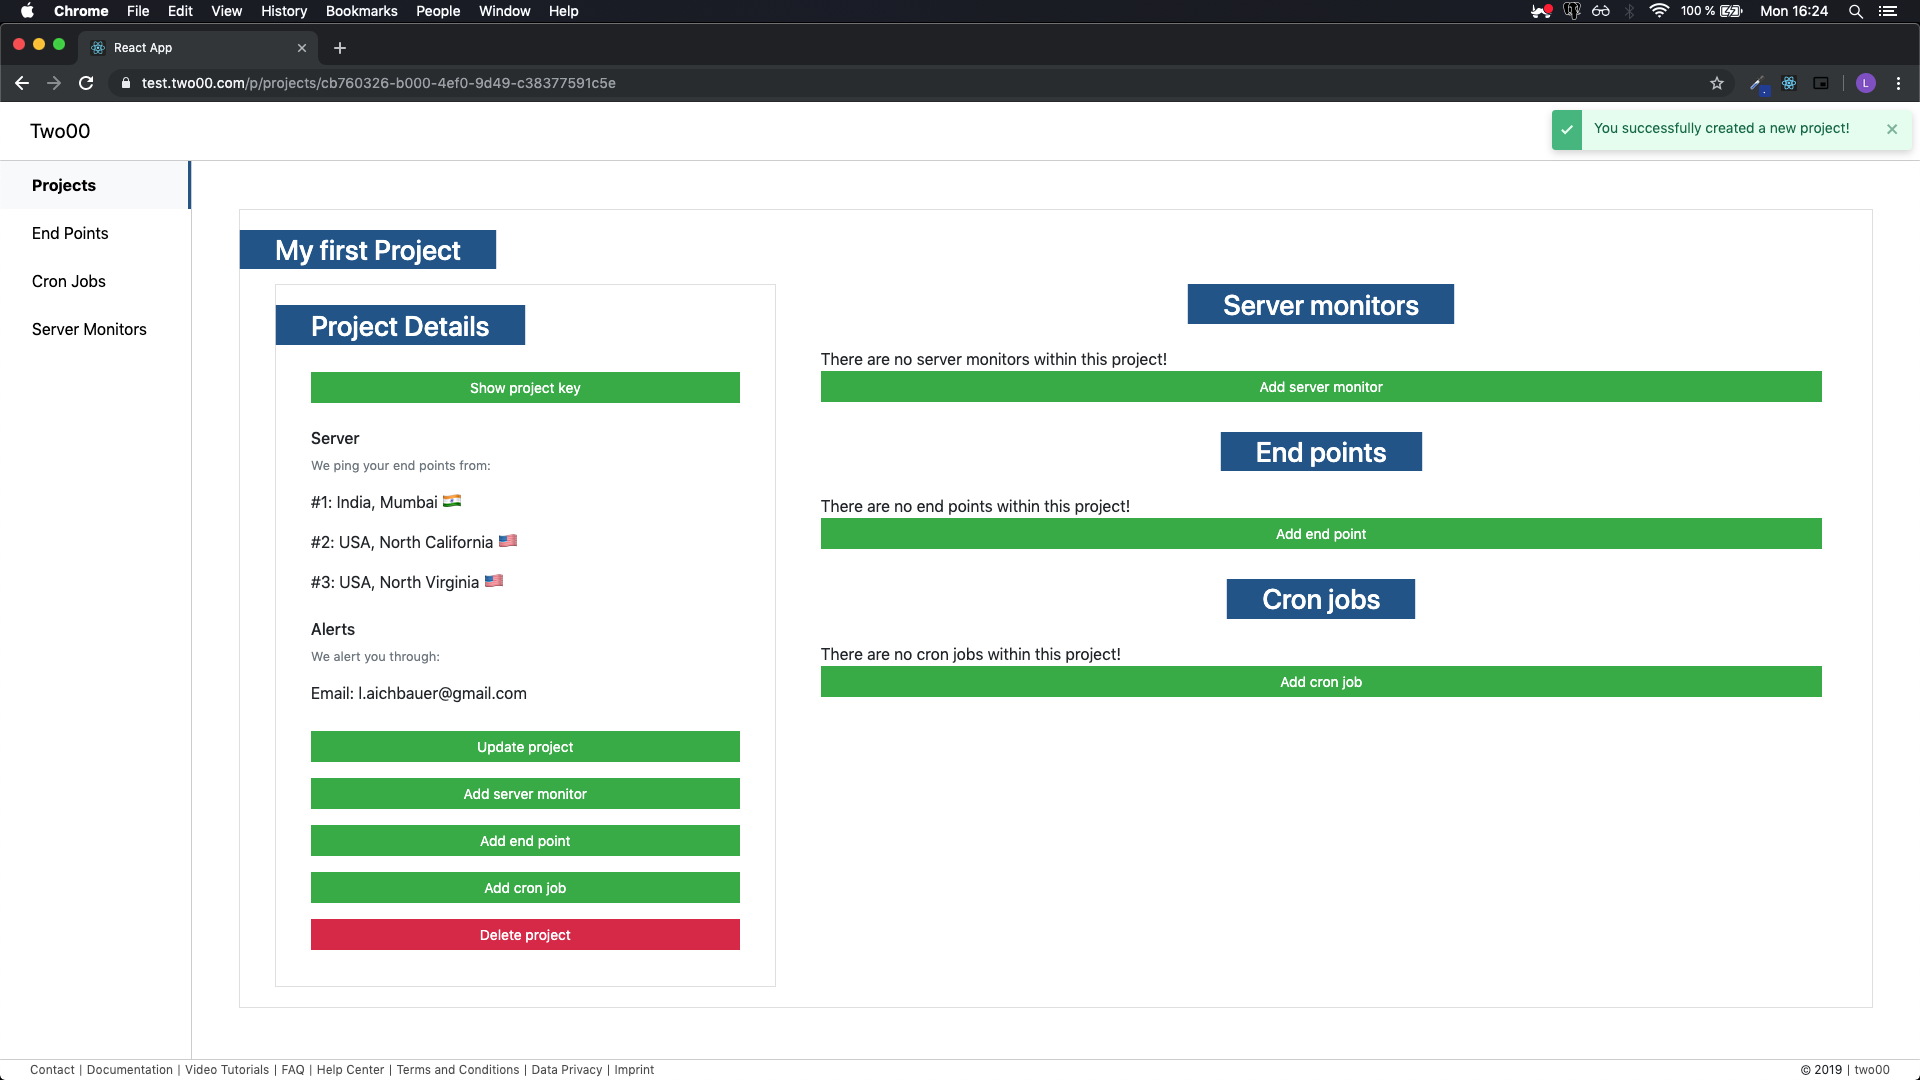 Chrome File Edit View History Bookmarks People Window Help 100 % Mon 16:24
React App
test.two00.com/p/projects/cb760326-b000-4ef0-9d49-c38377591c5e L
Two00
You successfully created a new project!
Projects
End Points
Cron Jobs
Server Monitors
My first Project
Project Details
Show project key
Server
We ping your end points from:
#1: India, Mumbai 🇮🇳
#2: USA, North California 🇺🇸
#3: USA, North Virginia 🇺🇸
Alerts
We alert you through:
Email: l.aichbauer@gmail.com
Update project
Add server monitor
Add end point
Add cron job
Delete project
Server monitors
There are no server monitors within this project!
Add server monitor
End points
There are no end points within this project!
Add end point
Cron jobs
There are no cron jobs within this project!
Add cron job
Contact | Documentation | Video Tutorials | FAQ | Help Center | Terms and Conditions | Data Privacy | Imprint
© 2019 | two00